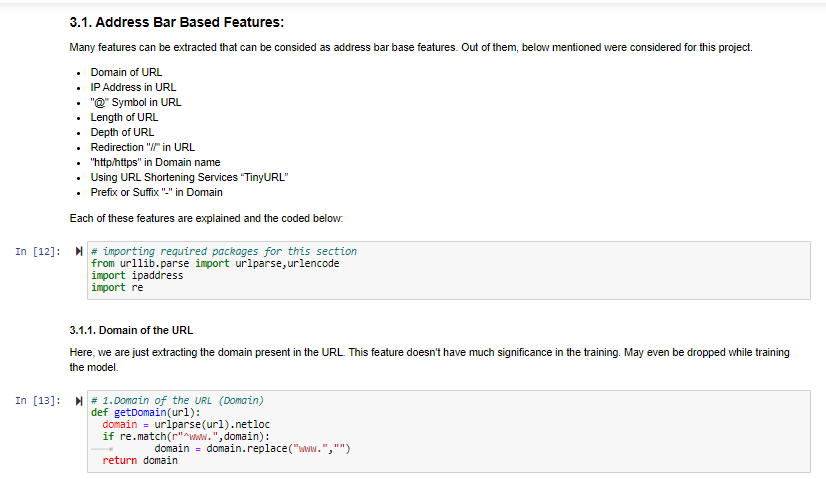 3.1. Address Bar Based Features:
Many features can be extracted that can be consided as address bar base features. Out of them, below mentioned were considered for this project.
• Domain of URL
• IP Address in URL
• "@" Symbol in URL
• Length of URL
• Depth of URL
• Redirection "//" in URL
• "http/https" in Domain name
• Using URL Shortening Services “TinyURL”
• Prefix or Suffix "-" in Domain
Each of these features are explained and the coded below:
In [12]: # importing required packages for this section
from urllib.parse import urlparse,urlencode
import ipaddress
import re
3.1.1. Domain of the URL
Here, we are just extracting the domain present in the URL. This feature doesn't have much significance in the training. May even be dropped while training
the model.
In [13]: # 1.Domain of the URL (Domain)
def getDomain(url):
  domain = urlparse(url).netloc
  if re.match(r"^www.",domain):
          domain = domain.replace("www.","")
  return domain